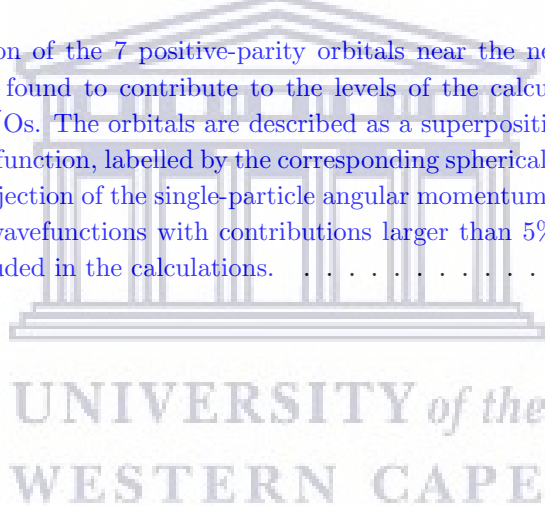 on of the 7 positive-parity orbitals near the ne
found to contribute to the levels of the calcu
Os. The orbitals are described as a superpositi
function, labelled by the corresponding spherical
jection of the single-particle angular momentum
wavefunctions with contributions larger than 5%
uded in the calculations. . . . . . . . . . . .
UNIVERSITY of the
WESTERN CAPE